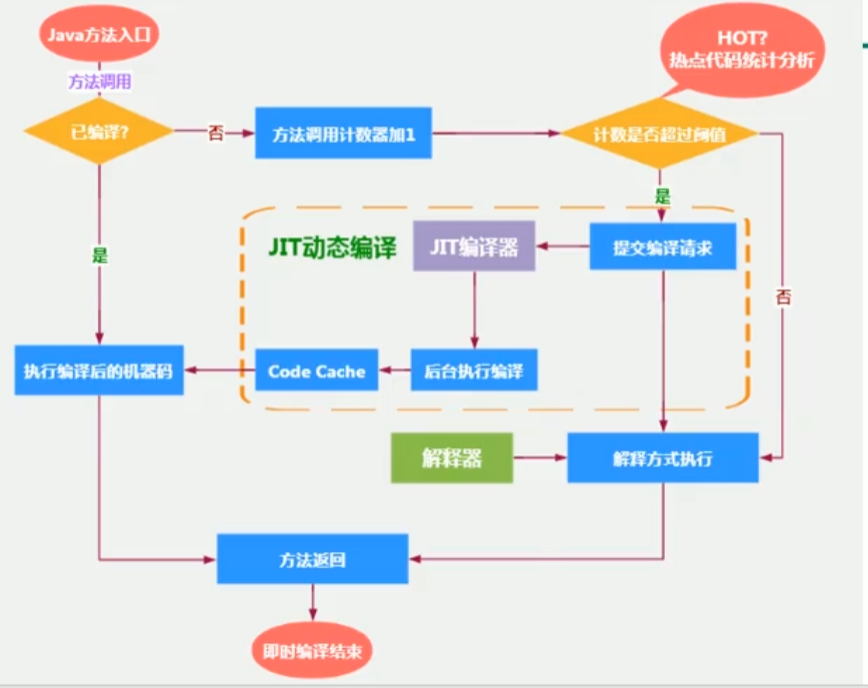 Java方法入口
HOT?
热点代码统计分析
方法调用
已编译?
否
方法调用计数器加1
计数是否超过阀值
是
JIT动态编译
JIT编译器
提交编译请求
是
否
执行编译后的机器码
Code Cache
后台执行编译
解释器
解释方式执行
方法返回
即时编译结束